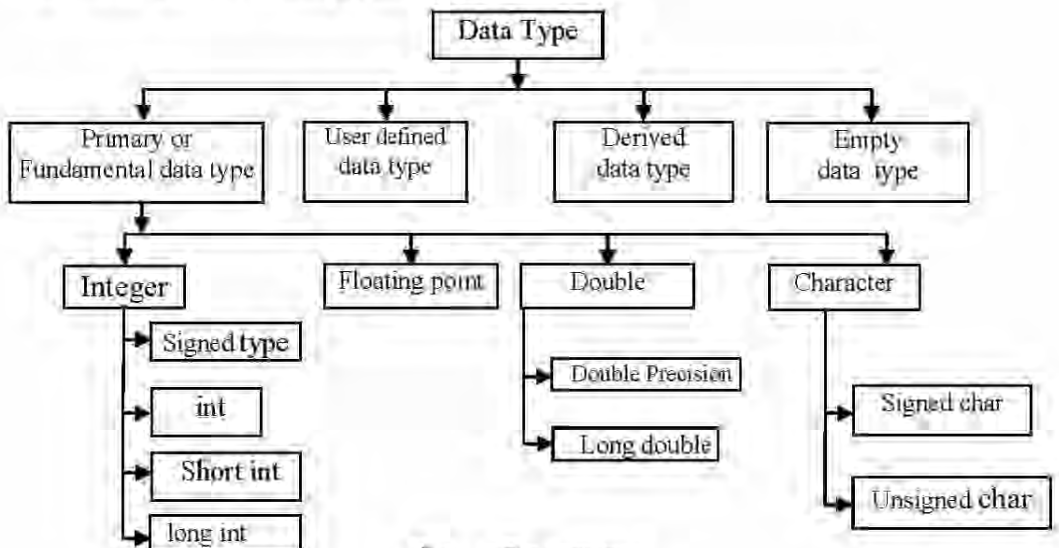 Data Type
Primary or
Fundamental data type
User defined
data type
Derived
data type
Empty
data type
Integer
Floating point
Double
Character
Signed type
int
Short int
long int
Double Precision
Long double
Signed char
Unsigned char